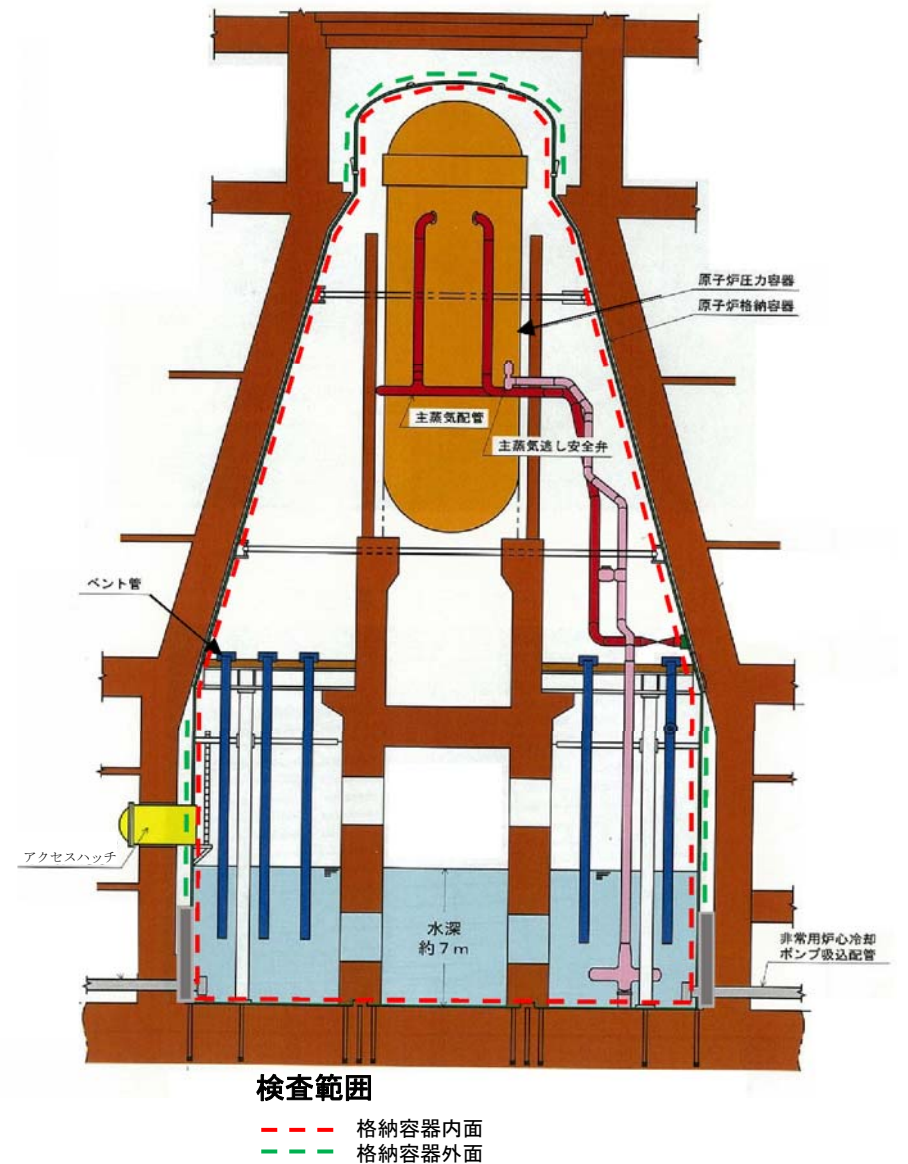 原子炉圧力容器
原子炉格納容器
主蒸気配管
主蒸気逃し安全弁
ベント管
アクセスハッチ
水深
約7m
非常用炉心冷却
ポンプ吸込配管
検査範囲
格納容器内面
格納容器外面